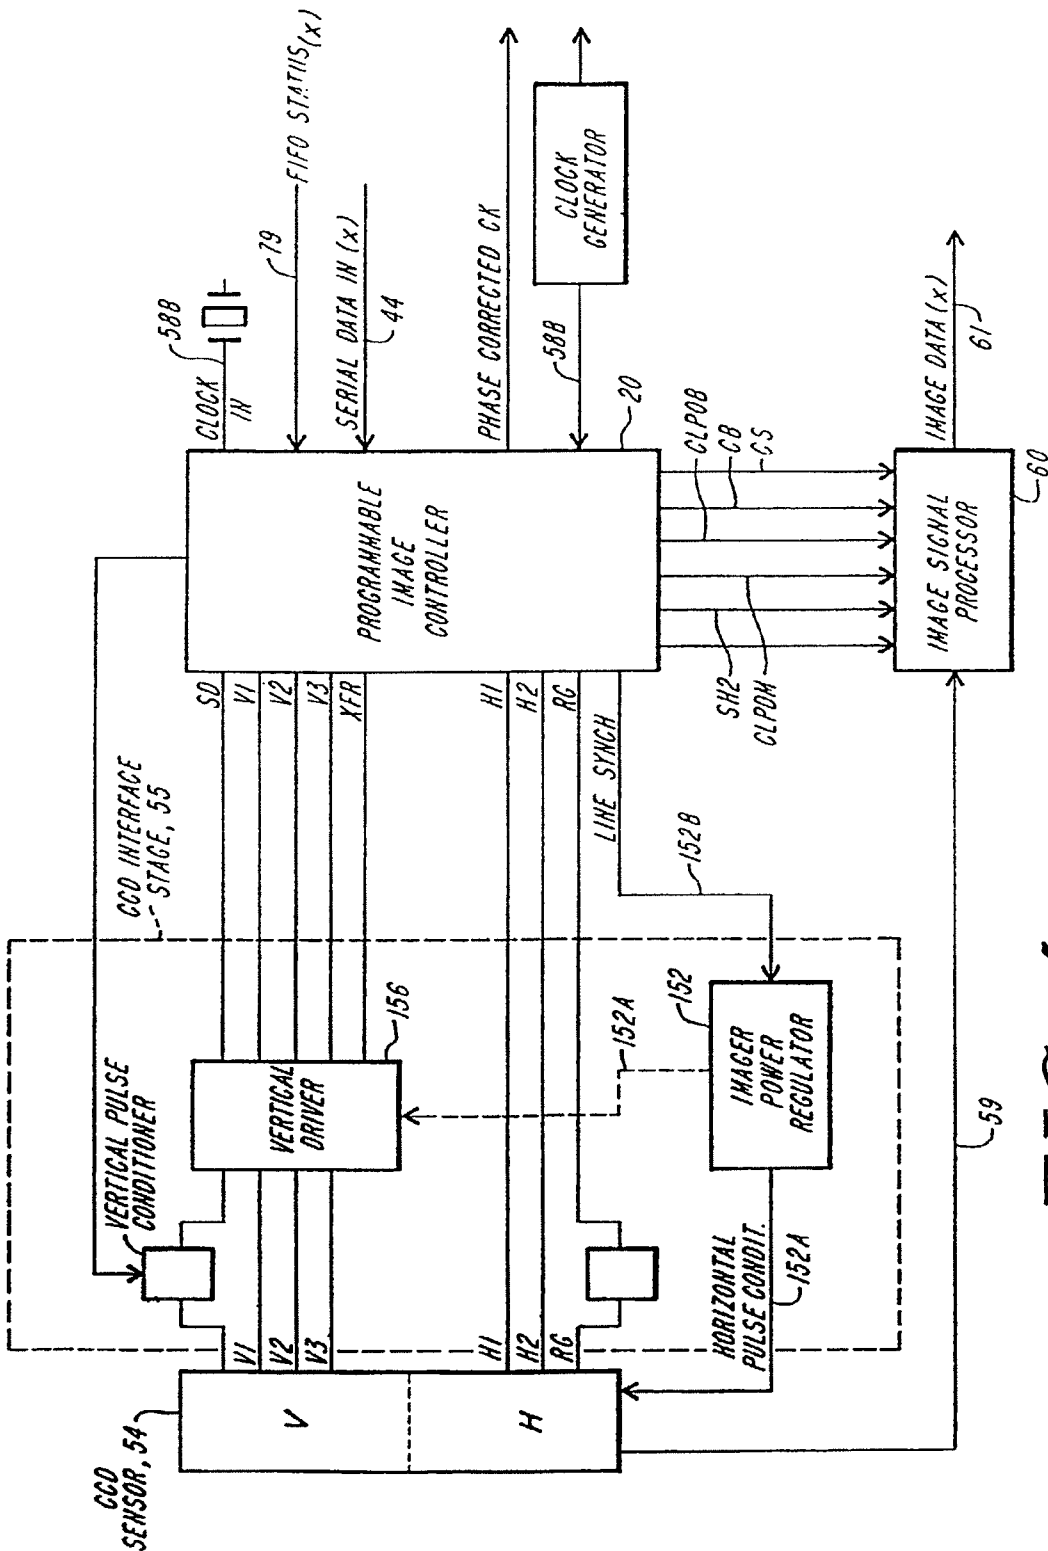 CCD
SENSOR, 54
V
H
V1
V2
V3
H1
H2
RG
VERTICAL PULSE
CONDITIONER
HORIZONTAL
PULSE CONDIT.
152A
VERTICAL
DRIVER
156
152A
IMAGER
POWER
REGULATOR
152
152B
59
CCD INTERFACE
STAGE, 55
SD
V1
V2
V3
XFR
H1
H2
RG
LINE SYNCH
PROGRAMMABLE
IMAGE
CONTROLLER
20
CLOCK
IN
58B
79
FIFO STATUS(x)
SERIAL DATA IN (x)
44
PHASE CORRECTED CK
58B
CLOCK
GENERATOR
SH2
CLPDM
CLPOB
CB
CS
IMAGE SIGNAL
PROCESSOR
60
IMAGE DATA(x)
61